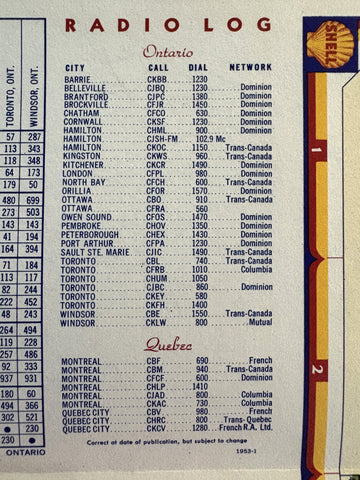 RADIO LOG
SHELL
Ontario
CITY CALL DIAL NETWORK
BARRIE CKBB 1230
BELLEVILLE CJBQ 1230 Dominion
BRANTFORD CJPC 1380 Dominion
BROCKVILLE CFJR 1450 Dominion
CHATHAM CFCO 630 Dominion
CORNWALL CKSF 1230 Dominion
HAMILTON CHML 900 Dominion
HAMILTON CJSH-FM 102.9 Mc
HAMILTON CKOC 1150 Trans-Canada
KINGSTON CKWS 960 Trans-Canada
KITCHENER CKCR 1490 Dominion
LONDON CFPL 980 Dominion
NORTH BAY CFCH 600 Trans-Canada
ORILLIA CFOR 1570 Dominion
OTTAWA CBO 910 Trans-Canada
OTTAWA CFRA 560
OWEN SOUND CFOS 1470 Dominion
PEMBROKE CHOV 1350 Dominion
PETERBOROUGH CHEX 1430 Dominion
PORT ARTHUR CFPA 1230 Dominion
SAULT STE. MARIE CJIC 1490 Trans-Canada
TORONTO CBL 740 Trans-Canada
TORONTO CFRB 1010 Columbia
TORONTO CHUM 1050
TORONTO CJBC 860 Dominion
TORONTO CKEY 580
TORONTO CKFH 1400
WINDSOR CBE 1550 Trans-Canada
WINDSOR CKLW 800 Mutual
Quebec
MONTREAL CBF 690 French
MONTREAL CBM 940 Trans-Canada
MONTREAL CFCF 600 Dominion
MONTREAL CHLP 1410
MONTREAL CJAD 800 Columbia
MONTREAL CKAC 730 Columbia
QUEBEC CITY CBV 980 French
QUEBEC CITY CHRC 800 Trans-Quebec
QUEBEC CITY CKCV 1280 French R.A. Ltd.
Correct at date of publication, but subject to change
1953-1
TORONTO, ONT. WINDSOR, ONT.
57 287
113 343
118 348
64 174
179 50
480 699
273 503
143 143
41 194
164 394
71 184
113
82 244
222 452
48
264 494
119
257 487
92 233
937 931
180 60
494 366
302 521
● 230
230 ●
ONTARIO
1
2